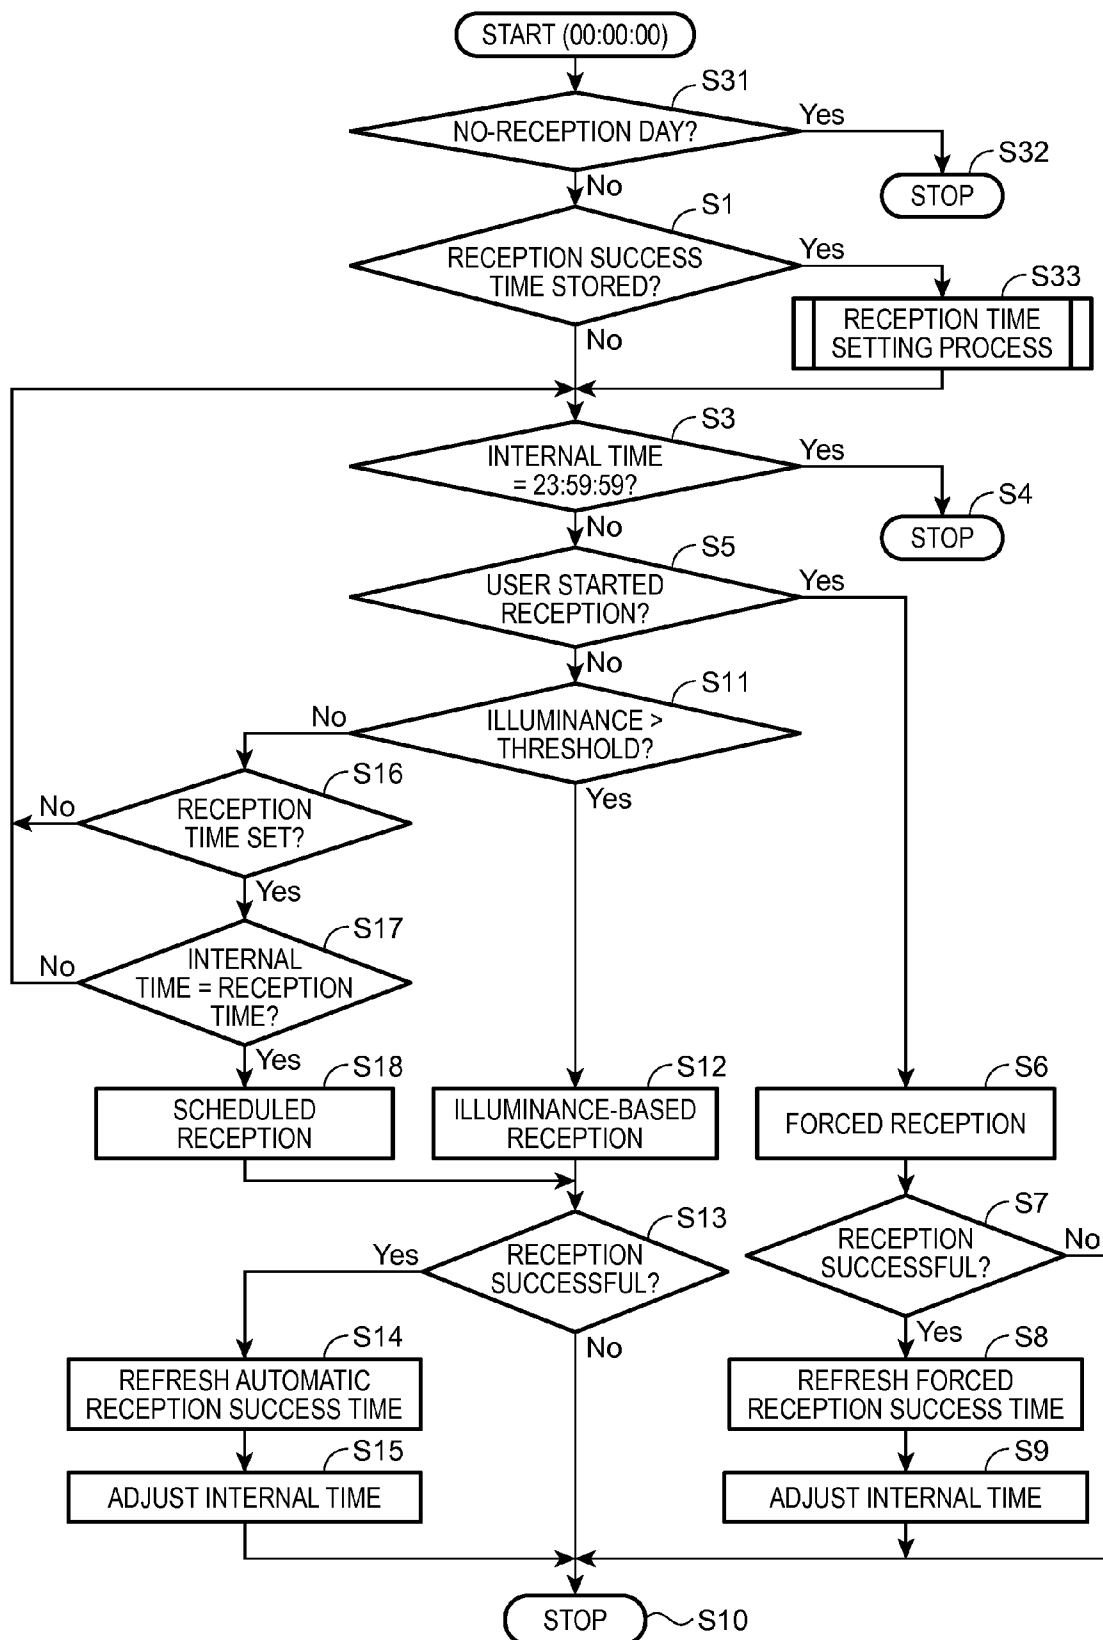 START (00:00:00)
S31
NO-RECEPTION DAY?
Yes
No
S32
STOP
S1
RECEPTION SUCCESS
TIME STORED?
Yes
No
S33
RECEPTION TIME
SETTING PROCESS
S3
INTERNAL TIME
= 23:59:59?
Yes
No
S4
STOP
S5
USER STARTED
RECEPTION?
Yes
No
S11
ILLUMINANCE >
THRESHOLD?
No
Yes
S16
RECEPTION
TIME SET?
No
Yes
S17
INTERNAL
TIME = RECEPTION
TIME?
No
Yes
S18
SCHEDULED
RECEPTION
S12
ILLUMINANCE-BASED
RECEPTION
S6
FORCED RECEPTION
S13
RECEPTION
SUCCESSFUL?
Yes
No
S7
RECEPTION
SUCCESSFUL?
No
Yes
S14
REFRESH AUTOMATIC
RECEPTION SUCCESS TIME
S8
REFRESH FORCED
RECEPTION SUCCESS TIME
S15
ADJUST INTERNAL TIME
S9
ADJUST INTERNAL TIME
STOP
S10